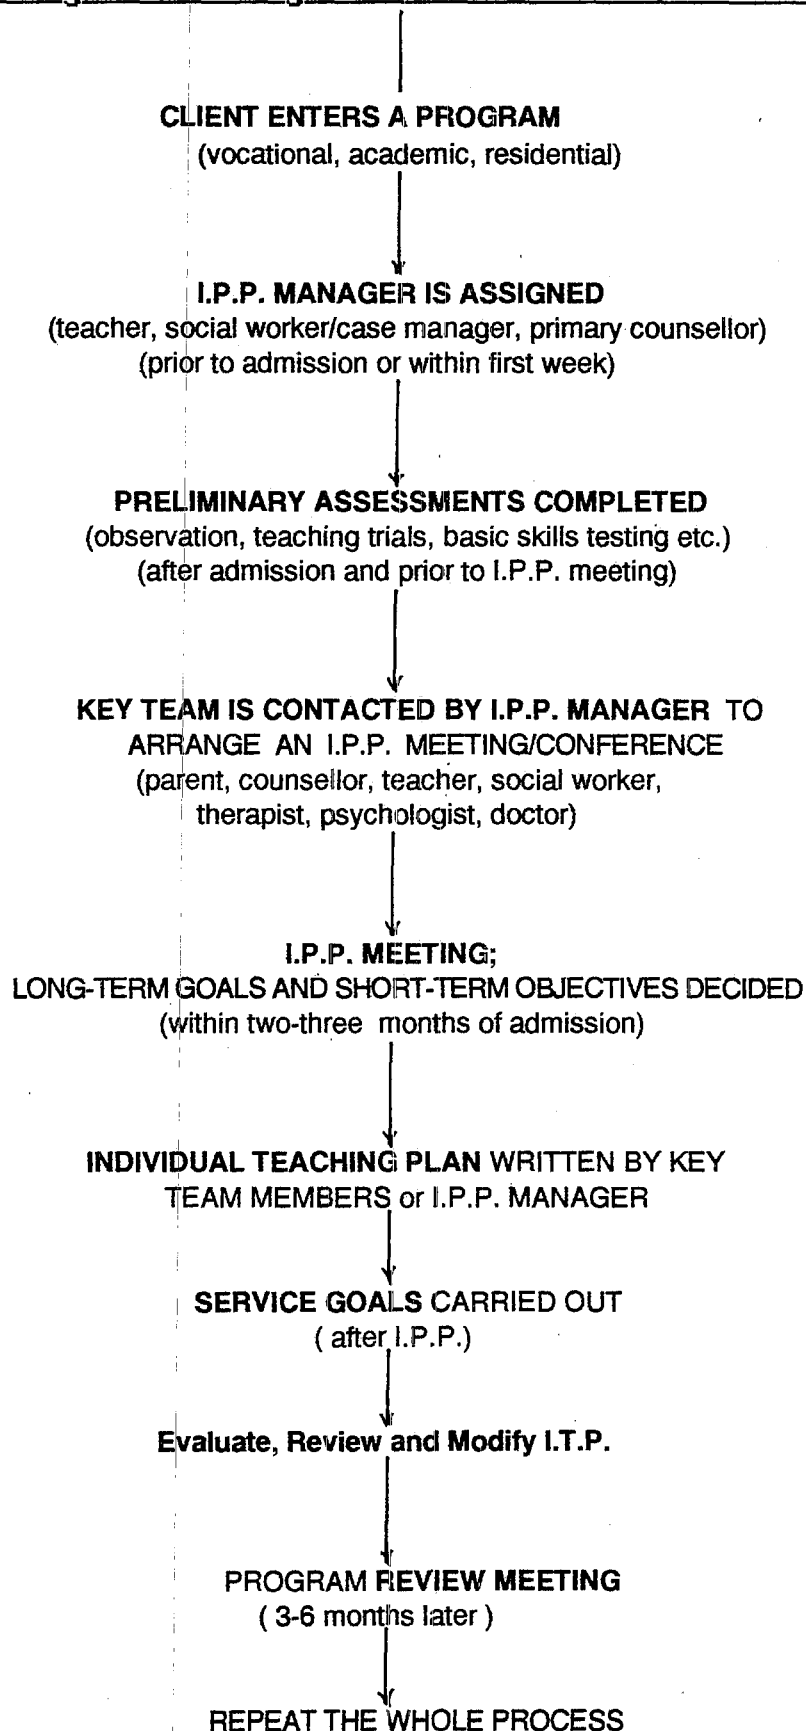 CLIENT ENTERS A PROGRAM
(vocational, academic, residential)
I.P.P. MANAGER IS ASSIGNED
(teacher, social worker/case manager, primary counsellor)
(prior to admission or within first week)
PRELIMINARY ASSESSMENTS COMPLETED
(observation, teaching trials, basic skills testing etc.)
(after admission and prior to I.P.P. meeting)
KEY TEAM IS CONTACTED BY I.P.P. MANAGER TO
ARRANGE AN I.P.P. MEETING/CONFERENCE
(parent, counsellor, teacher, social worker,
therapist, psychologist, doctor)
I.P.P. MEETING;
LONG-TERM GOALS AND SHORT-TERM OBJECTIVES DECIDED
(within two-three months of admission)
INDIVIDUAL TEACHING PLAN WRITTEN BY KEY
TEAM MEMBERS or I.P.P. MANAGER
SERVICE GOALS CARRIED OUT
( after I.P.P.)
Evaluate, Review and Modify I.T.P.
PROGRAM REVIEW MEETING
( 3-6 months later )
REPEAT THE WHOLE PROCESS